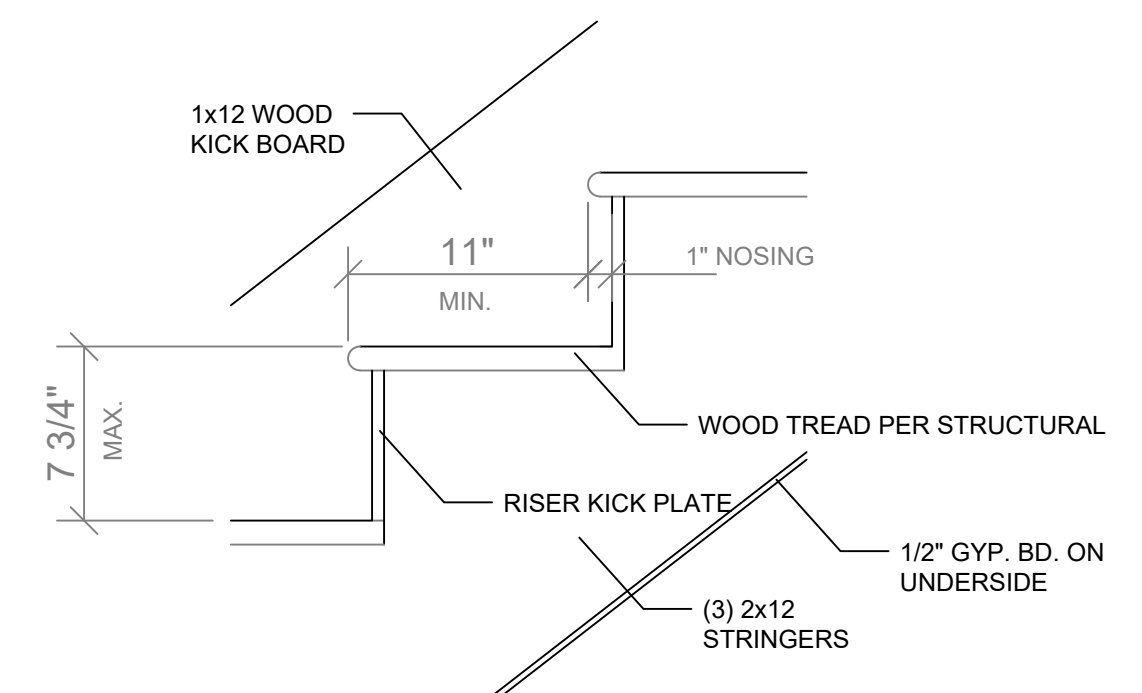 1x12 WOOD
KICK BOARD
11"
MIN.
1" NOSING
7 3/4"
MAX.
WOOD TREAD PER STRUCTURAL
RISER KICK PLATE
1/2" GYP. BD. ON
UNDERSIDE
(3) 2x12
STRINGERS